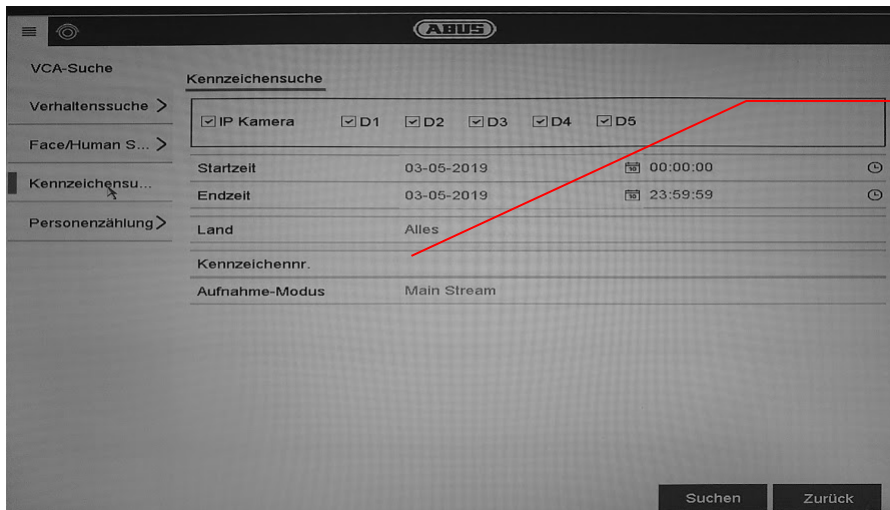 ABUS
VCA-Suche
Verhaltenssuche >
Face/Human S... >
Kennzeichensu...
Personenzählung >
Kennzeichensuche
IP Kamera D1 D2 D3 D4 D5
Startzeit 03-05-2019 00:00:00
Endzeit 03-05-2019 23:59:59
Land Alles
Kennzeichennr.
Aufnahme-Modus Main Stream
Suchen Zurück